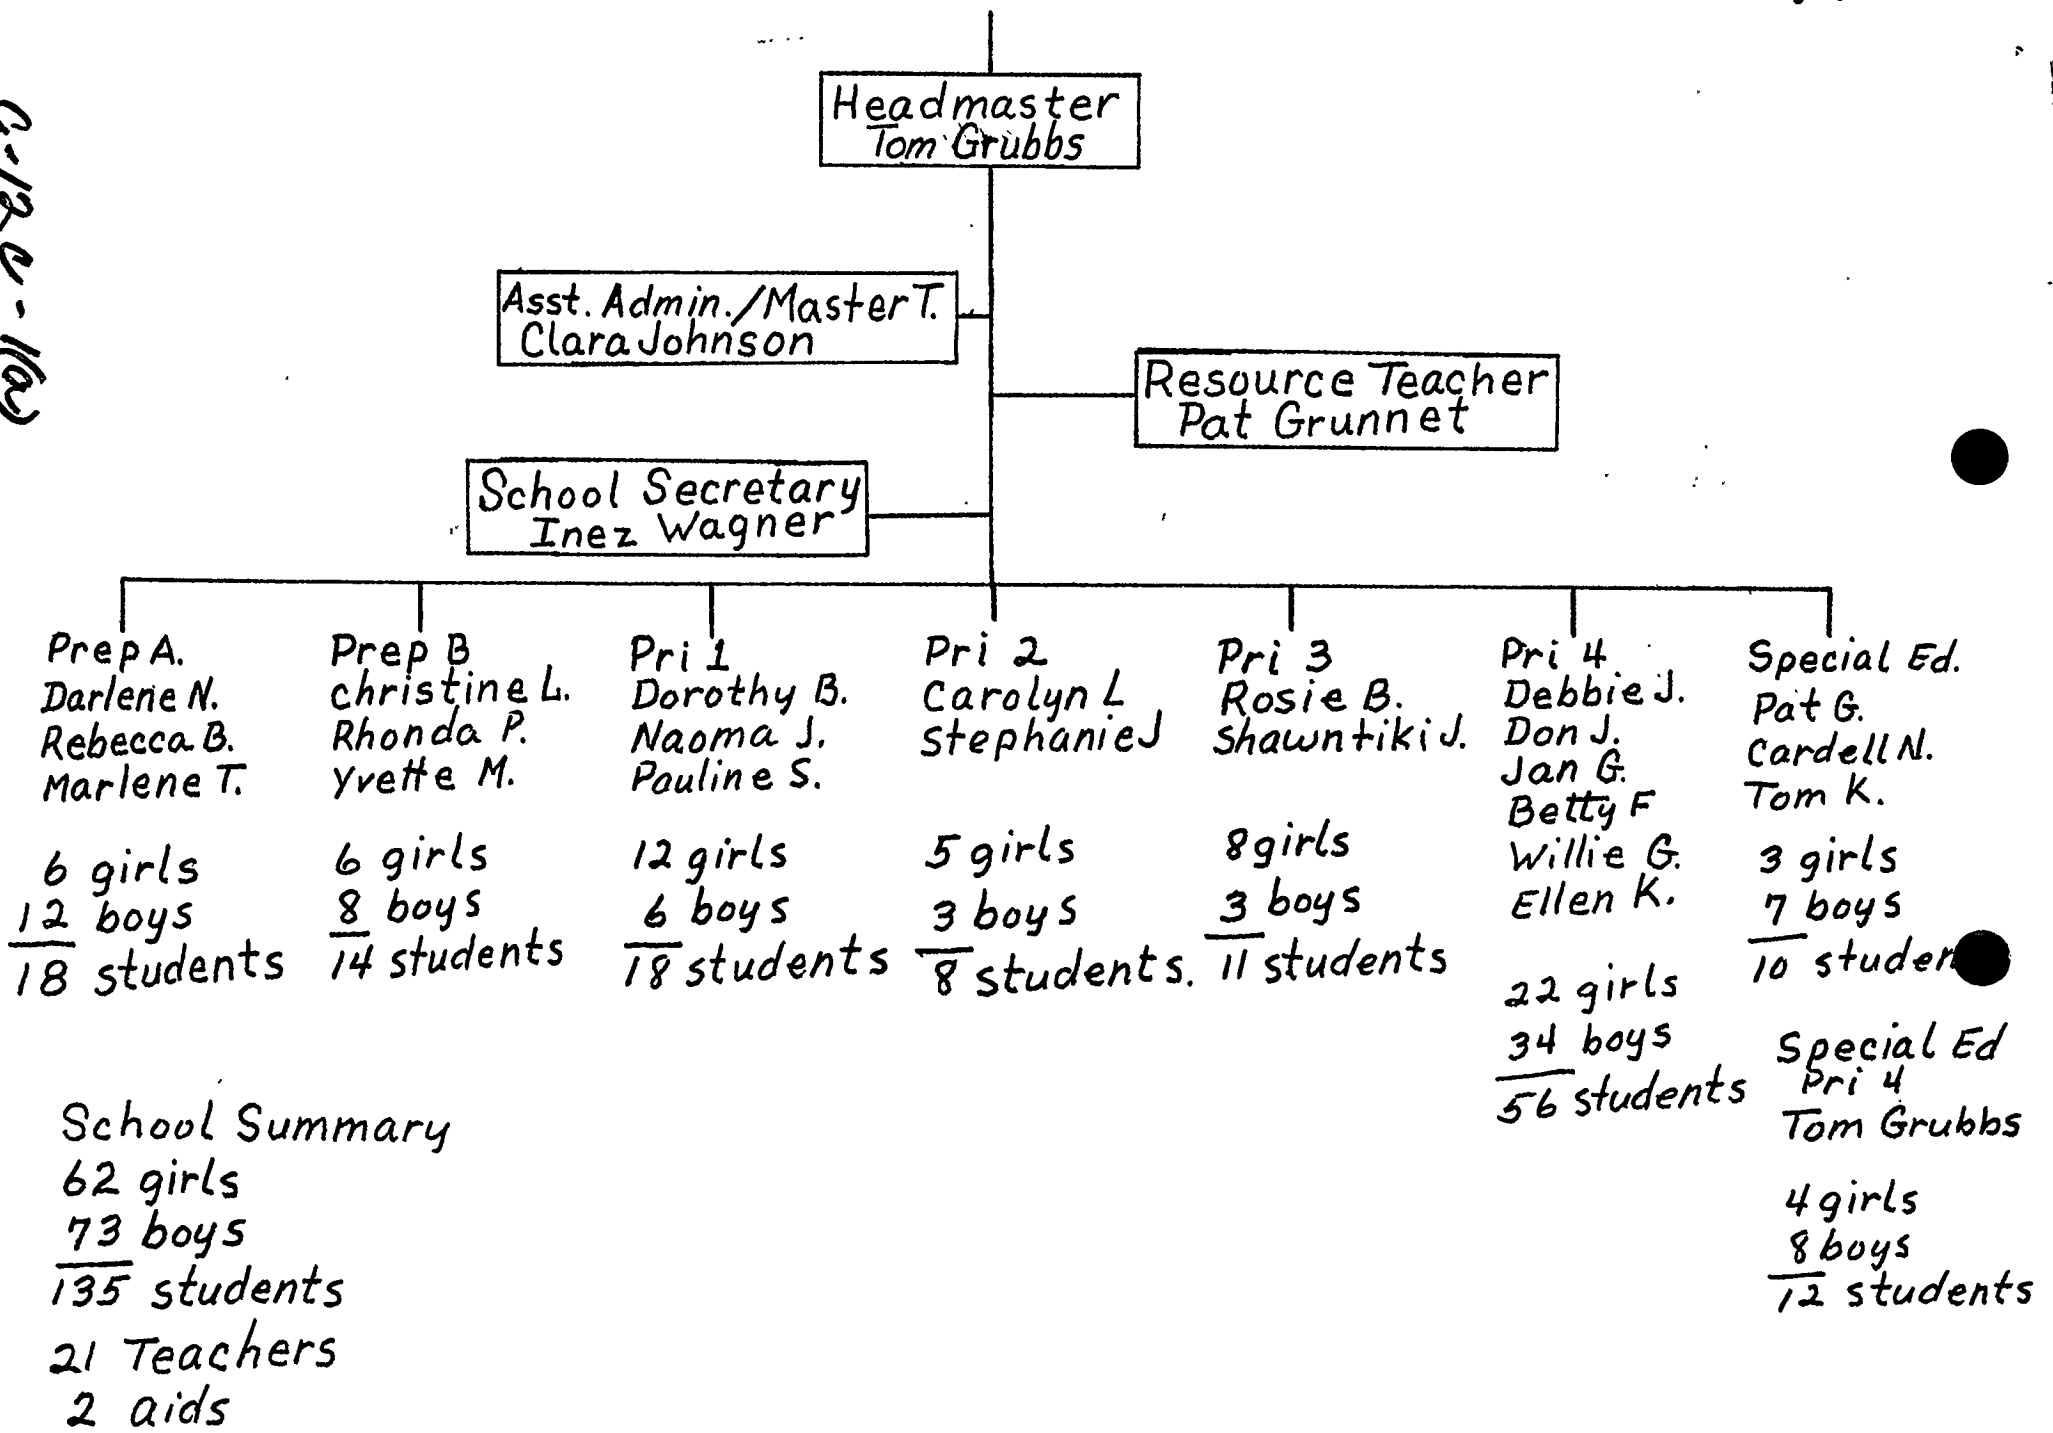 Headmaster
Tom Grubbs
Asst. Admin./Master T.
Clara Johnson
Resource Teacher
Pat Grunnet
School Secretary
Inez Wagner
Prep A.
Darlene N.
Rebecca B.
Marlene T.
6 girls
12 boys
18 students
Prep B
christine L.
Rhonda P.
Yvette M.
6 girls
8 boys
14 students
Pri 1
Dorothy B.
Naoma J.
Pauline S.
12 girls
6 boys
18 students
Pri 2
Carolyn L
Stephanie J
5 girls
3 boys
8 students.
Pri 3
Rosie B.
Shawntiki J.
8 girls
3 boys
11 students
Pri 4
Debbie J.
Don J.
Jan G.
Betty F
Willie G.
Ellen K.
22 girls
34 boys
56 students
Special Ed.
Pat G.
Cardell N.
Tom K.
3 girls
7 boys
10 studen
Special Ed
Pri 4
Tom Grubbs
4 girls
8 boys
12 students
School Summary
62 girls
73 boys
135 students
21 Teachers
2 aids